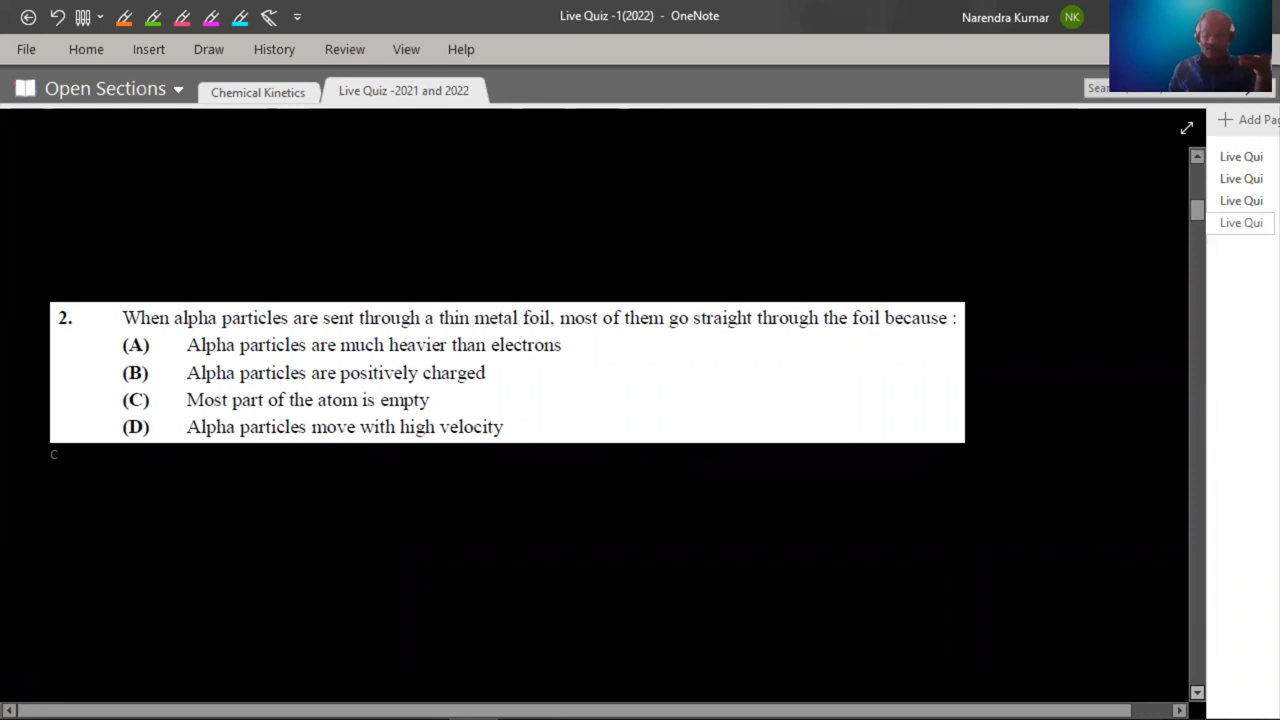 Live Quiz -1(2022) - OneNote
Narendra Kumar
NK
File Home Insert Draw History Review View Help
Open Sections
Chemical Kinetics
Live Quiz -2021 and 2022
Add Pag
Live Qui
Live Qui
Live Qui
Live Qui
2. When alpha particles are sent through a thin metal foil, most of them go straight through the foil because :
(A) Alpha particles are much heavier than electrons
(B) Alpha particles are positively charged
(C) Most part of the atom is empty
(D) Alpha particles move with high velocity
C